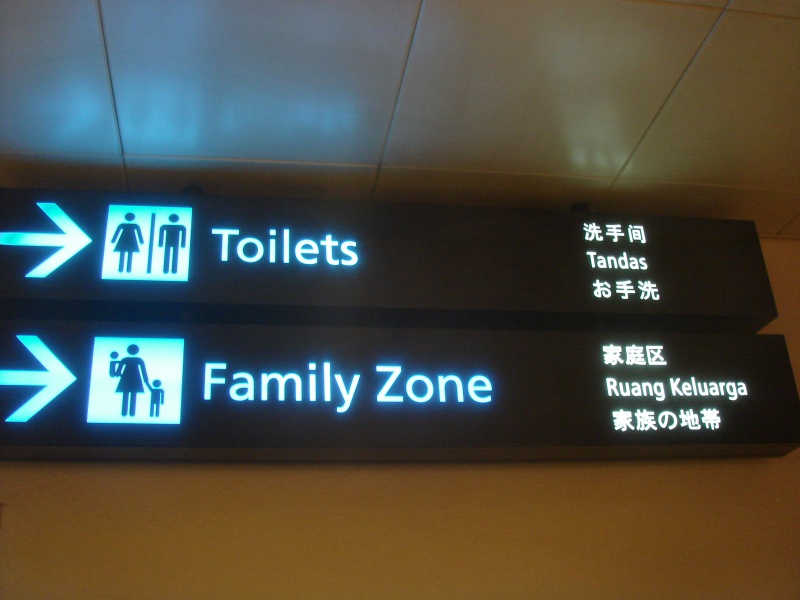 Toilets
洗手间
Tandas
お手洗
Family Zone
家庭区
Ruang Keluarga
家族の地帯